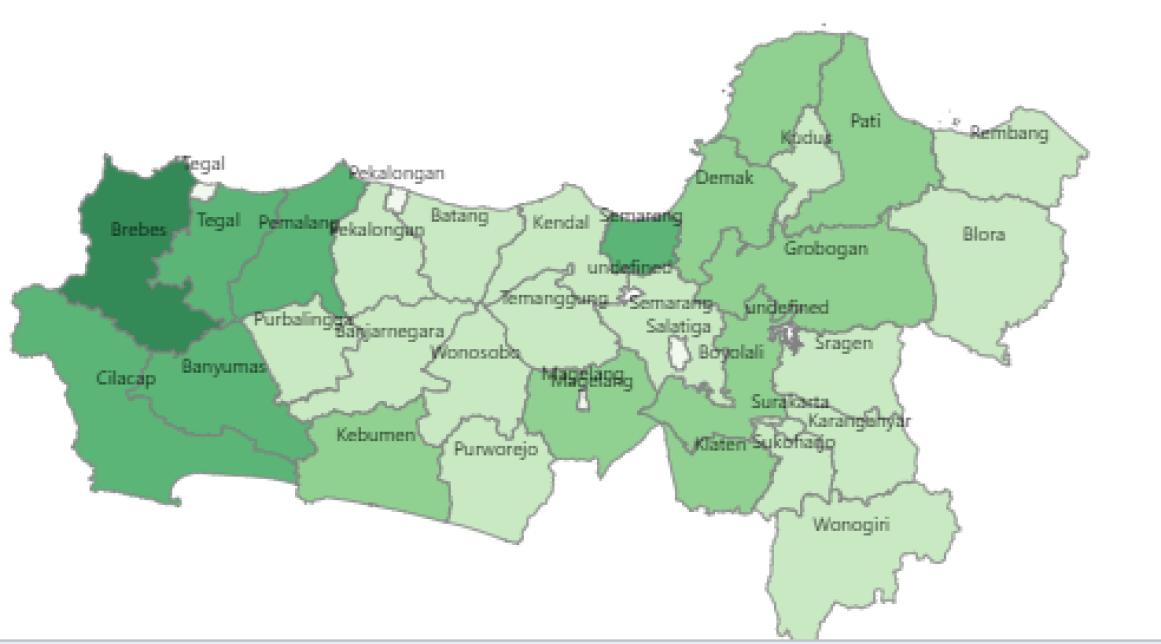 Pati
Rembang
Kudus
Tegal
Pekalongan
Demak
Brebes
Tegal
Pemalang
Pekalongan
Batang
Kendal
Semarang
Blora
Grobogan
undefined
Temanggung
Semarang
undefined
Purbalingga
Banjarnegara
Salatiga
Wonosobo
Boyolali
Sragen
Cilacap
Banyumas
Magelang
Magelang
Surakarta
Karanganyar
Kebumen
Purworejo
Klaten
Sukoharjo
Wonogiri